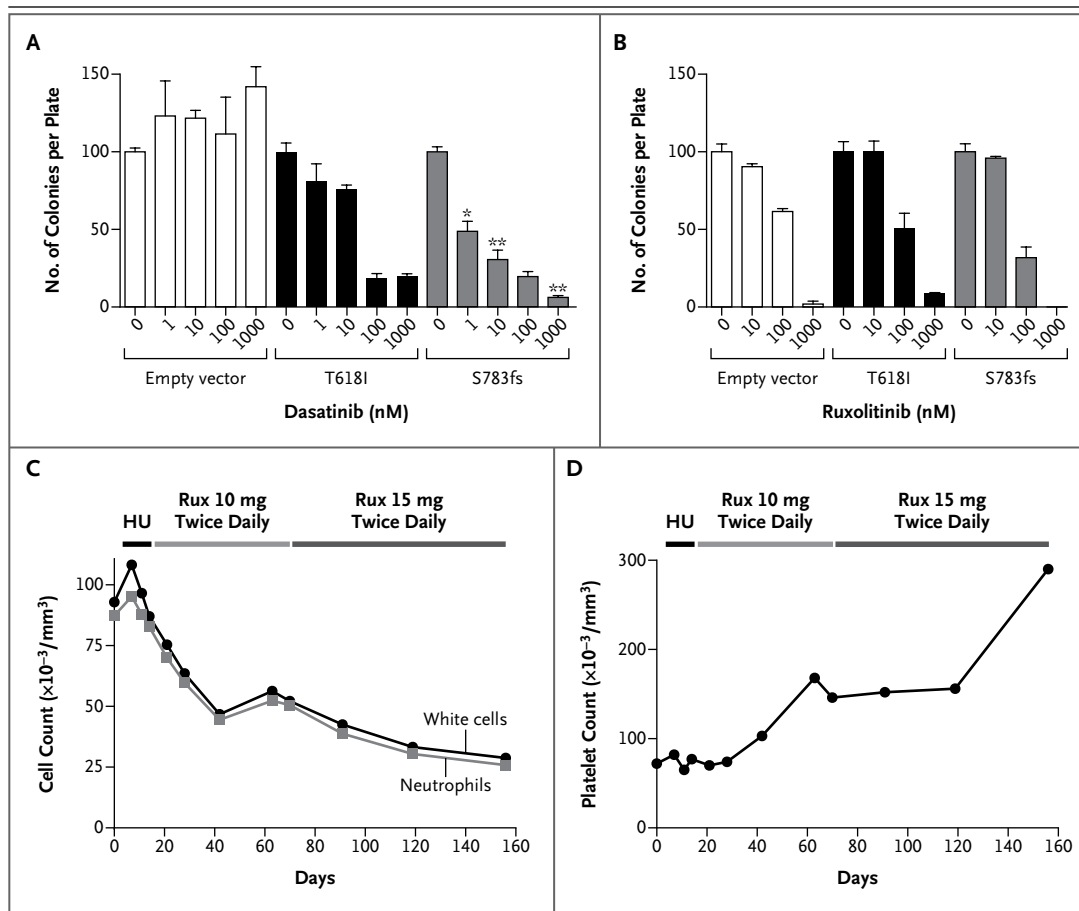 A
150
100
50
0
No. of Colonies per Plate
*
**
**
0 1 10 100 1000 0 1 10 100 1000 0 1 10 100 1000
Empty vector T618I S783fs
Dasatinib (nM)
B
150
100
50
0
No. of Colonies per Plate
0 10 100 1000 0 10 100 1000 0 10 100 1000
Empty vector T618I S783fs
Ruxolitinib (nM)
C
HU
Rux 10 mg
Twice Daily
Rux 15 mg
Twice Daily
100
75
50
25
0
Cell Count (×10⁻³/mm³)
White cells
Neutrophils
0 20 40 60 80 100 120 140 160
Days
D
HU
Rux 10 mg
Twice Daily
Rux 15 mg
Twice Daily
300
200
100
0
Platelet Count (×10⁻³/mm³)
0 20 40 60 80 100 120 140 160
Days